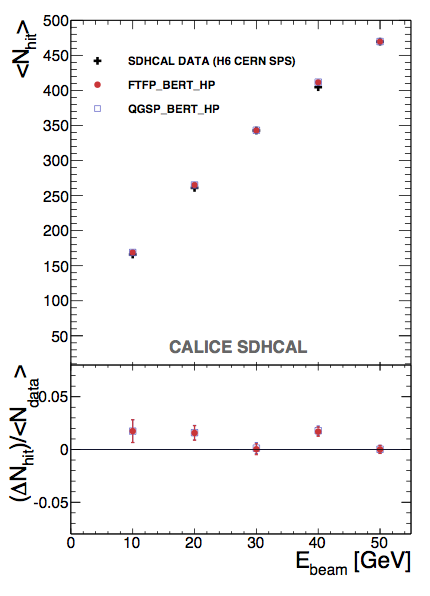 <N_hit>
500
450
400
350
300
250
200
150
100
50
SDHCAL DATA (H6 CERN SPS)
FTFP_BERT_HP
QGSP_BERT_HP
CALICE SDHCAL
(ΔN_hit)/<N_data>
0.05
0
-0.05
0 10 20 30 40 50
E_beam [GeV]